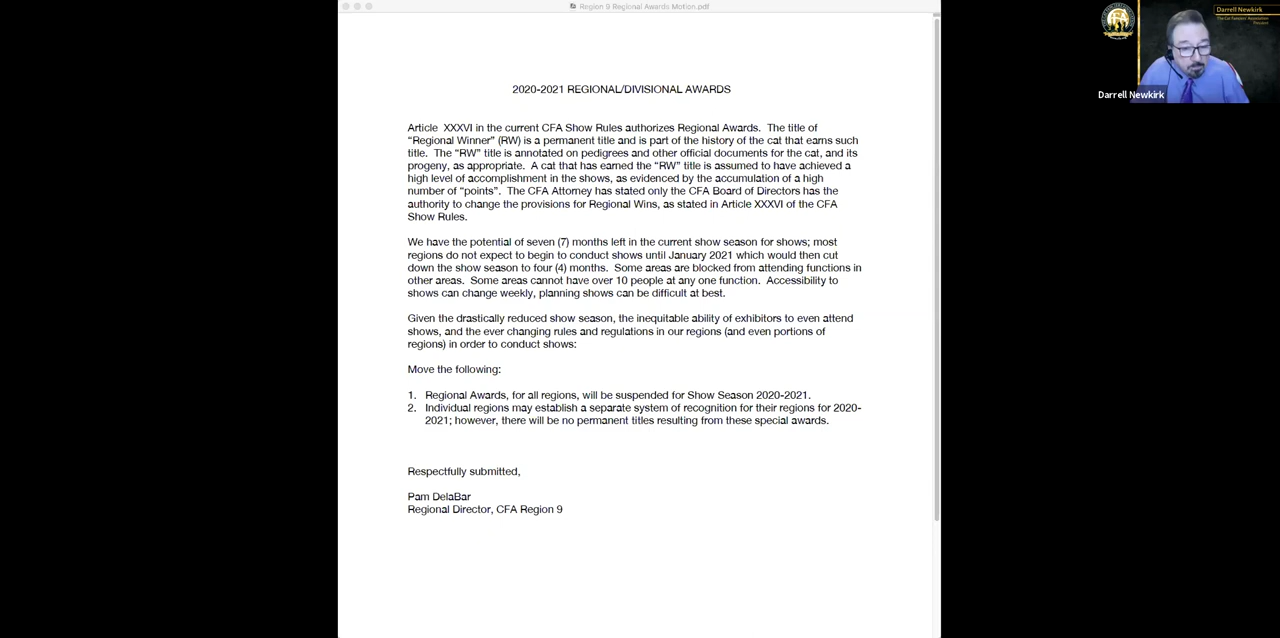 Region 9 Regional Awards Motion.pdf
2020-2021 REGIONAL/DIVISIONAL AWARDS
Article XXXVI in the current CFA Show Rules authorizes Regional Awards. The title of
“Regional Winner” (RW) is a permanent title and is part of the history of the cat that earns such
title. The “RW” title is annotated on pedigrees and other official documents for the cat, and its
progeny, as appropriate. A cat that has earned the “RW” title is assumed to have achieved a
high level of accomplishment in the shows, as evidenced by the accumulation of a high
number of “points”. The CFA Attorney has stated only the CFA Board of Directors has the
authority to change the provisions for Regional Wins, as stated in Article XXXVI of the CFA
Show Rules.
We have the potential of seven (7) months left in the current show season for shows; most
regions do not expect to begin to conduct shows until January 2021 which would then cut
down the show season to four (4) months. Some areas are blocked from attending functions in
other areas. Some areas cannot have over 10 people at any one function. Accessibility to
shows can change weekly, planning shows can be difficult at best.
Given the drastically reduced show season, the inequitable ability of exhibitors to even attend
shows, and the ever changing rules and regulations in our regions (and even portions of
regions) in order to conduct shows:
Move the following:
1. Regional Awards, for all regions, will be suspended for Show Season 2020-2021.
2. Individual regions may establish a separate system of recognition for their regions for 2020-
2021; however, there will be no permanent titles resulting from these special awards.
Respectfully submitted,
Pam DelaBar
Regional Director, CFA Region 9
Darrell Newkirk
The Cat Fanciers' Association
President
Darrell Newkirk